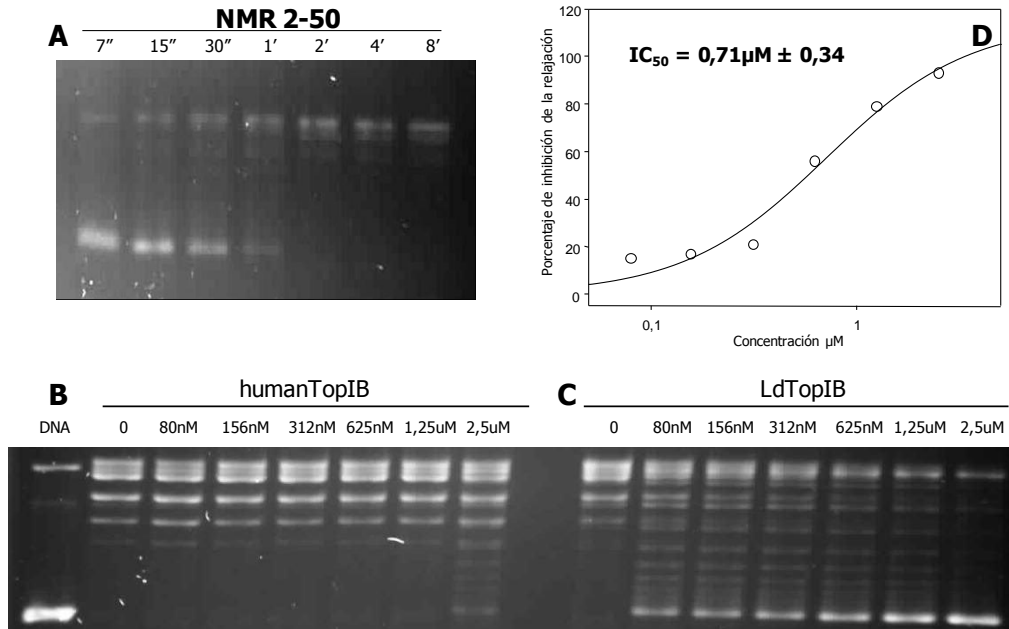 NMR 2-50
A
7” 15” 30” 1’ 2’ 4’ 8’
120
100
80
60
40
20
0
Porcentaje de inhibición de la relajación
IC50 = 0,71µM ± 0,34
D
0,1 1
Concentración µM
B humanTopIB
DNA 0 80nM 156nM 312nM 625nM 1,25uM 2,5uM
C LdTopIB
0 80nM 156nM 312nM 625nM 1,25uM 2,5uM